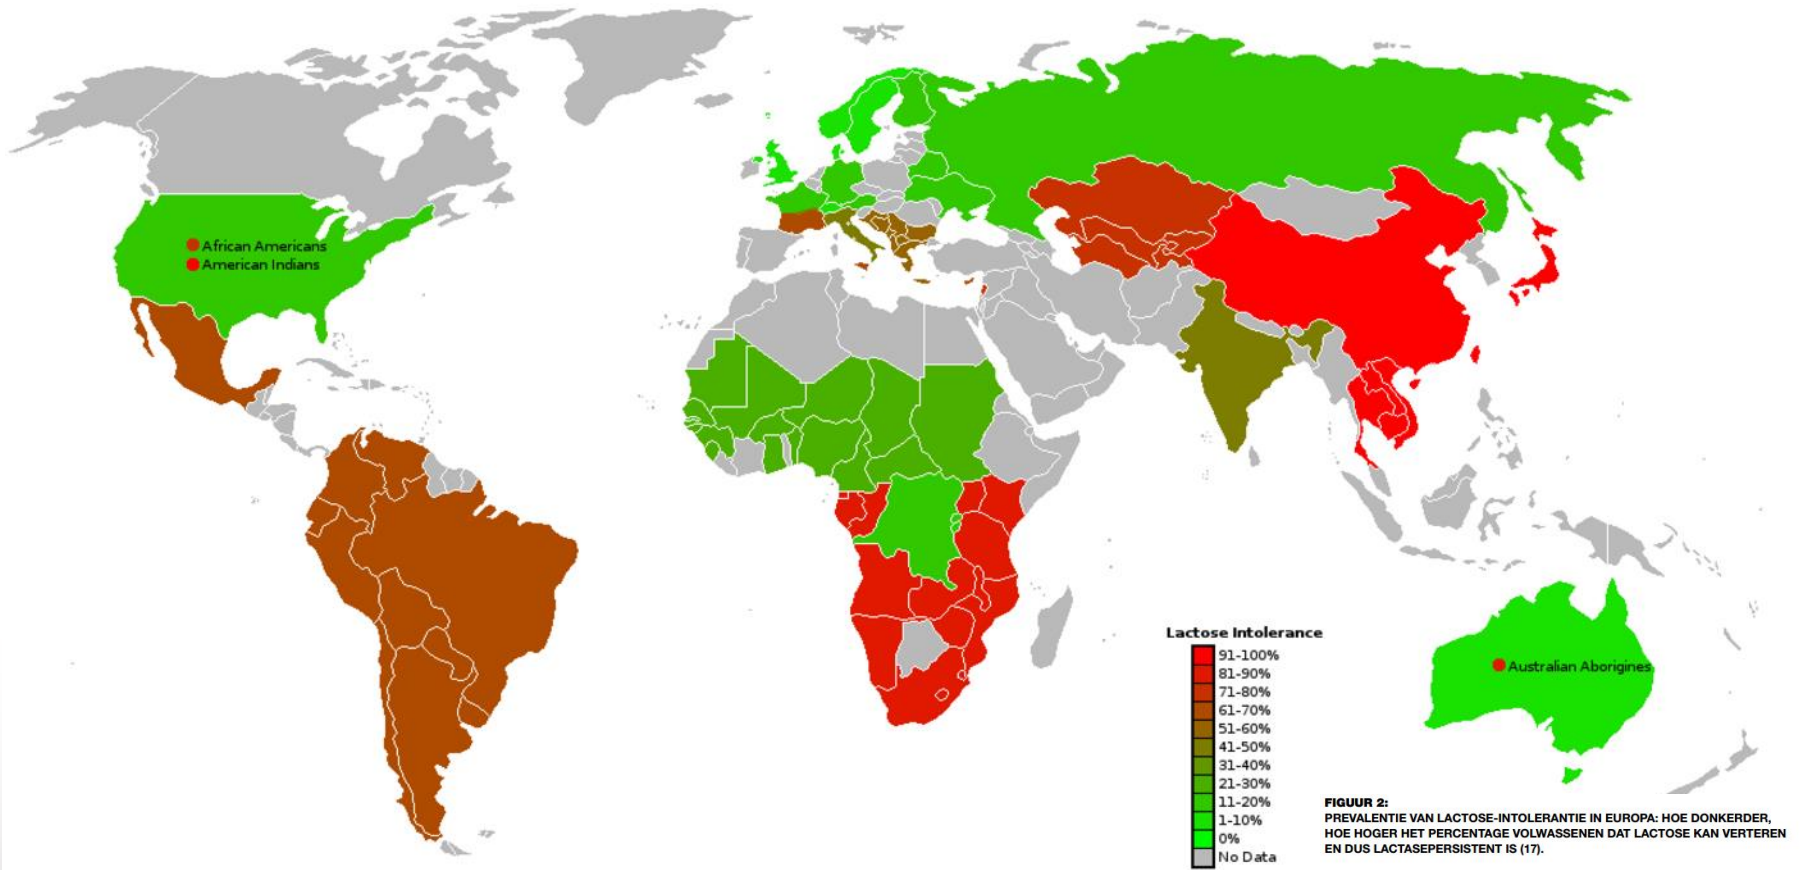 African Americans
American Indians
Australian Aborigines
Lactose Intolerance
91-100%
81-90%
71-80%
61-70%
51-60%
41-50%
31-40%
21-30%
11-20%
1-10%
0%
No Data
FIGUUR 2:
PREVALENTIE VAN LACTOSE-INTOLERANTIE IN EUROPA: HOE DONKERDER,
HOE HOGER HET PERCENTAGE VOLWASSENEN DAT LACTOSE KAN VERTEREN
EN DUS LACTASEPERSISTENT IS (17).